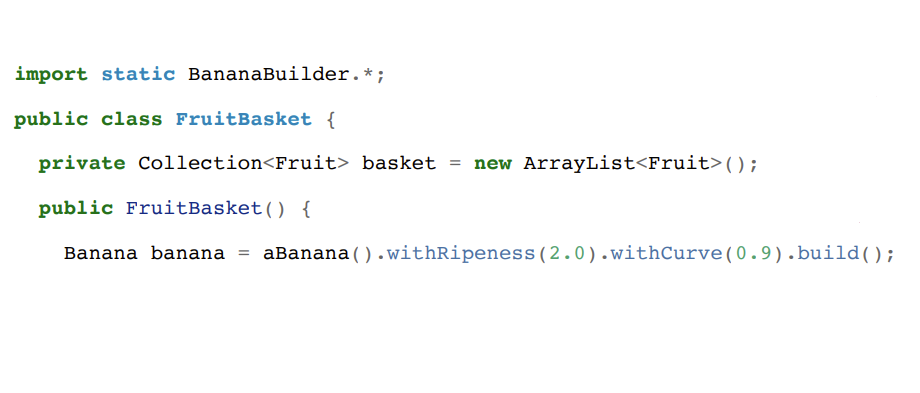 import static BananaBuilder.*;
public class FruitBasket {
private Collection<Fruit> basket = new ArrayList<Fruit>();
public FruitBasket() {
Banana banana = aBanana().withRipeness(2.0).withCurve(0.9).build();